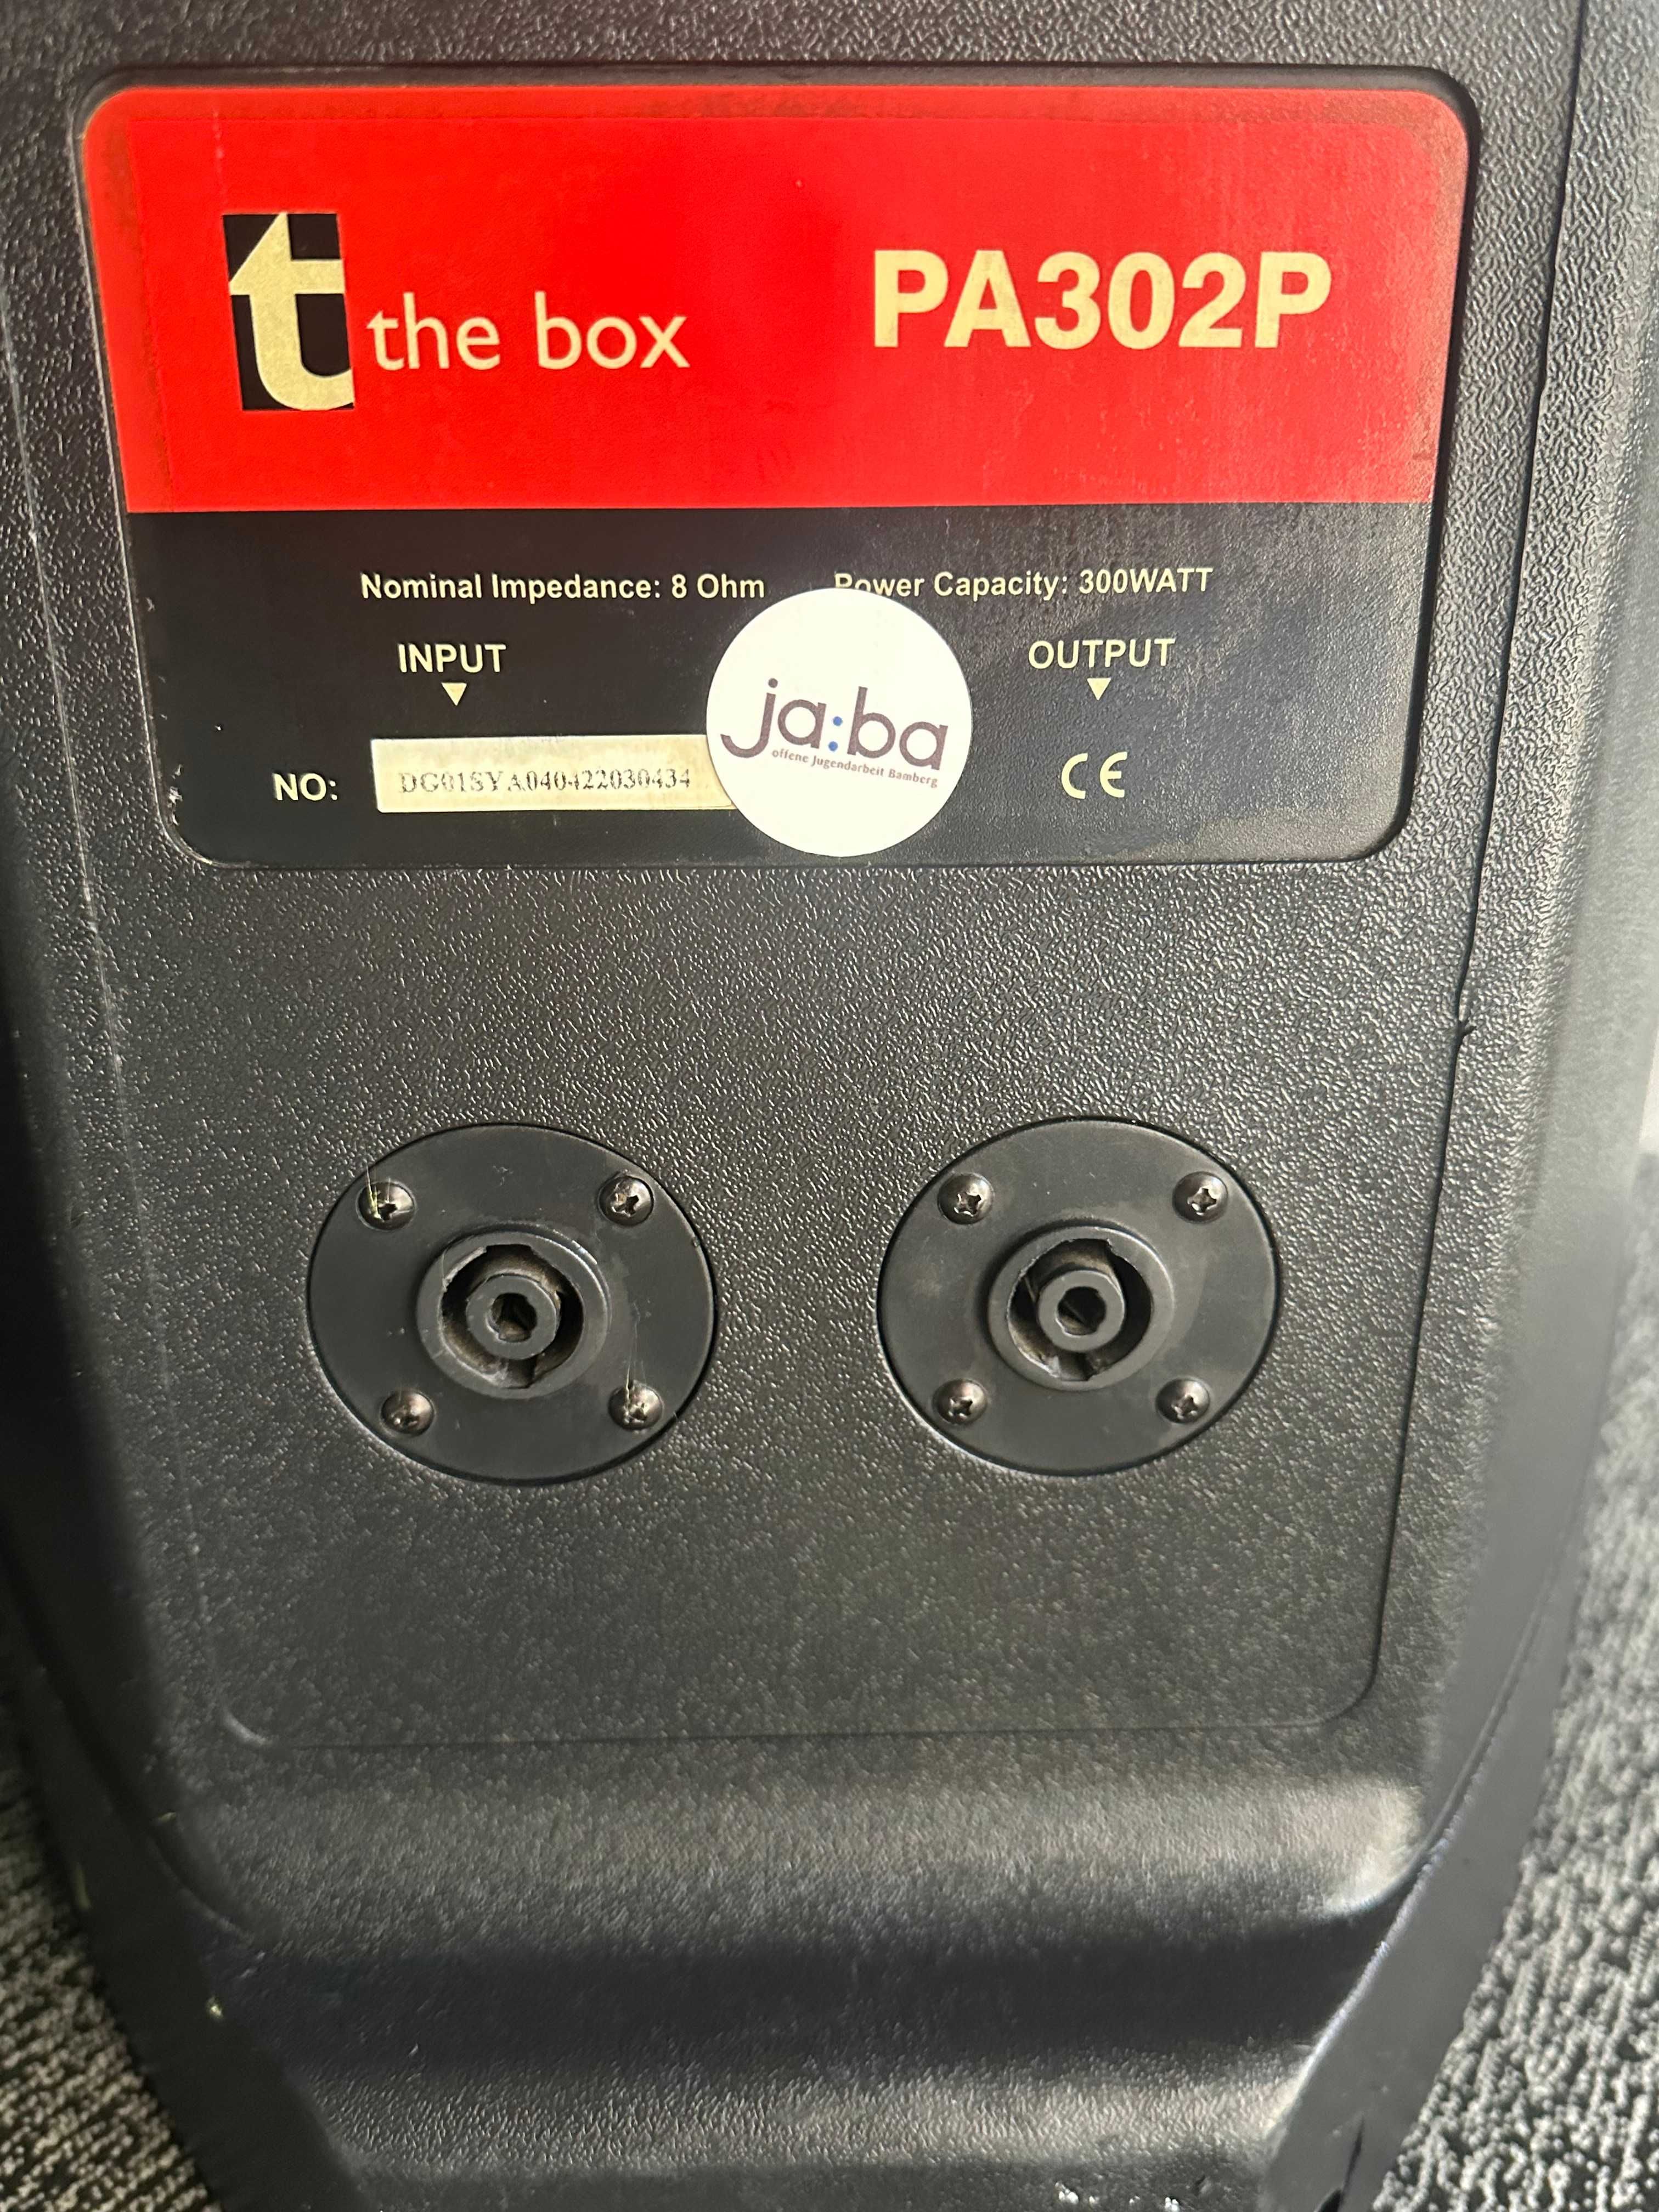 t the box
PA302P
Nominal Impedance: 8 Ohm
Power Capacity: 300WATT
INPUT
OUTPUT
ja:ba
offene Jugendarbeit Bamberg
NO:
DG01SYA040422030434
CE